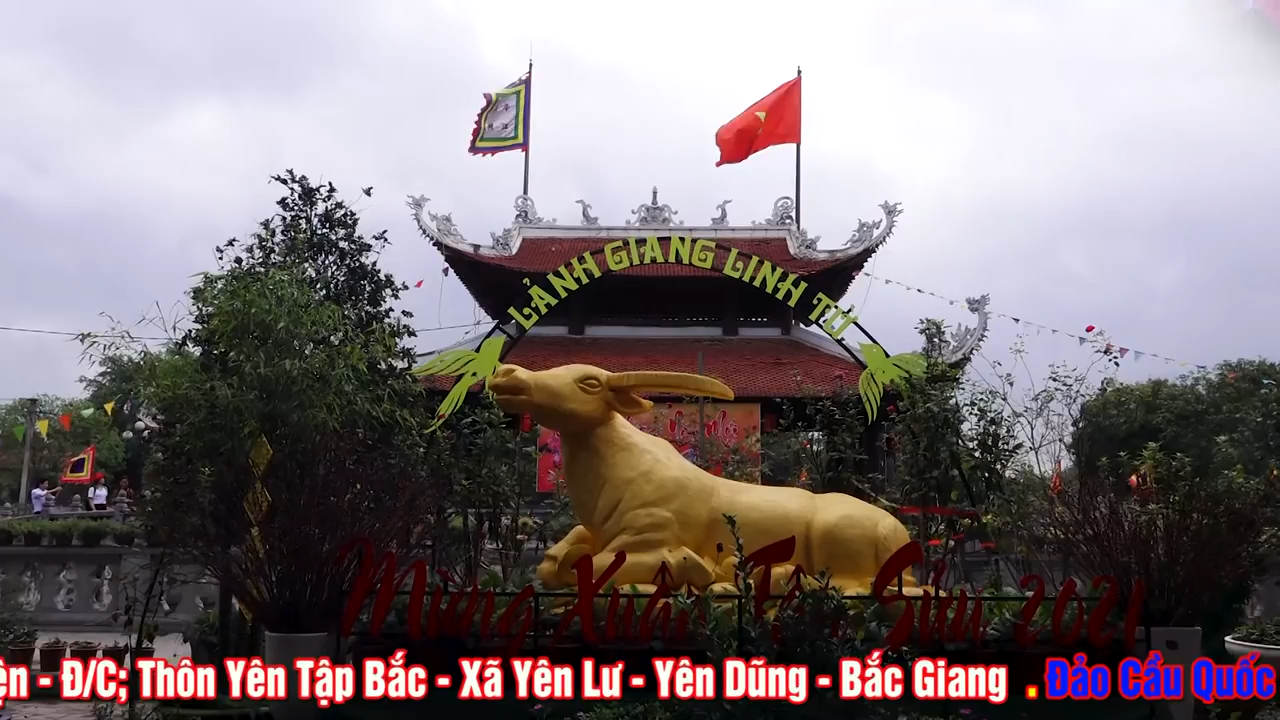 LẢNH GIANG LINH TỪ
Mừng Xuân Tân Sửu 2021
ện - Đ/C; Thôn Yên Tập Bắc - Xã Yên Lư - Yên Dũng - Bắc Giang . Đảo Cầu Quốc